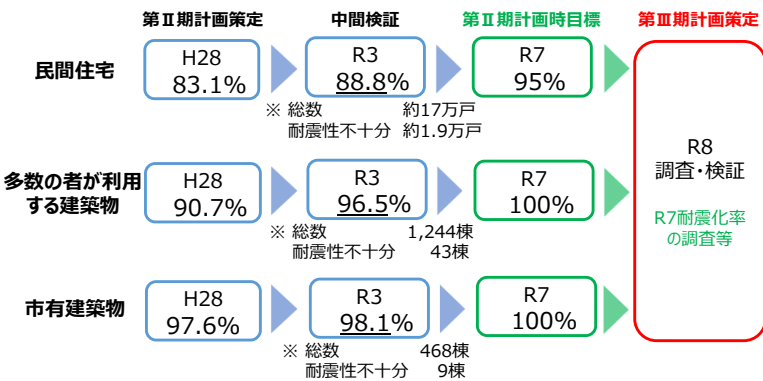 第Ⅱ期計画策定 中間検証 第Ⅱ期計画時目標 第Ⅲ期計画策定
民間住宅
H28
83.1%
R3
88.8%
R7
95%
※ 総数 約17万戸
耐震性不十分 約1.9万戸
多数の者が利用
する建築物
H28
90.7%
R3
96.5%
R7
100%
※ 総数 1,244棟
耐震性不十分 43棟
市有建築物
H28
97.6%
R3
98.1%
R7
100%
※ 総数 468棟
耐震性不十分 9棟
R8
調査・検証
R7耐震化率
の調査等